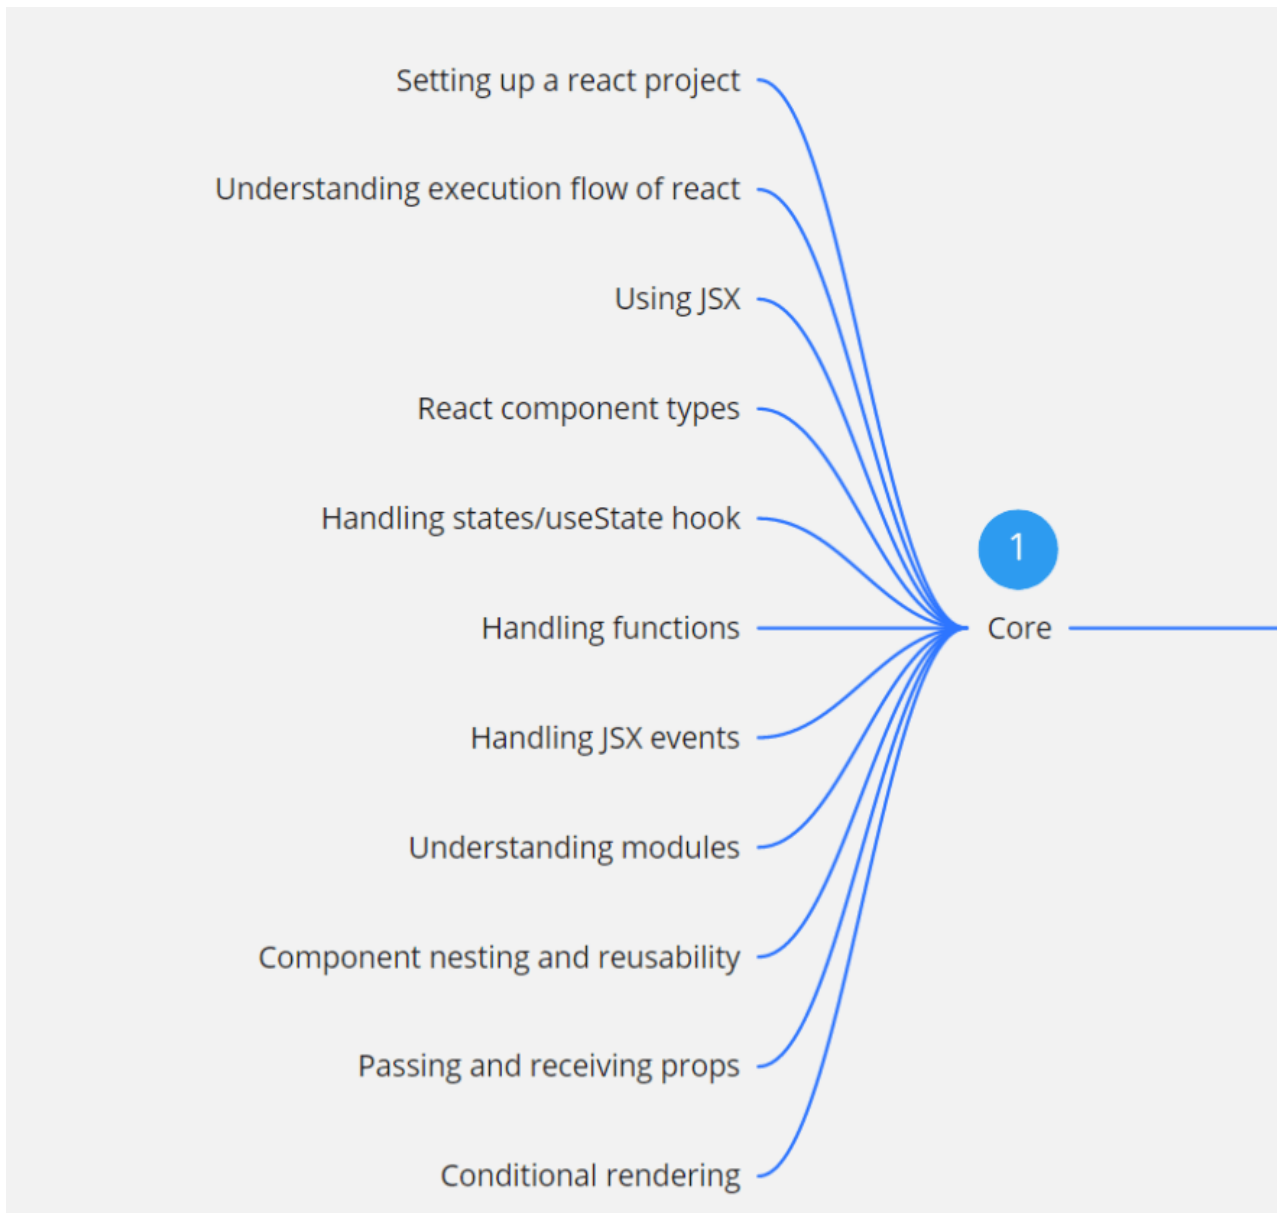 Setting up a react project
Understanding execution flow of react
Using JSX
React component types
Handling states/useState hook
1
Handling functions
Core
Handling JSX events
Understanding modules
Component nesting and reusability
Passing and receiving props
Conditional rendering